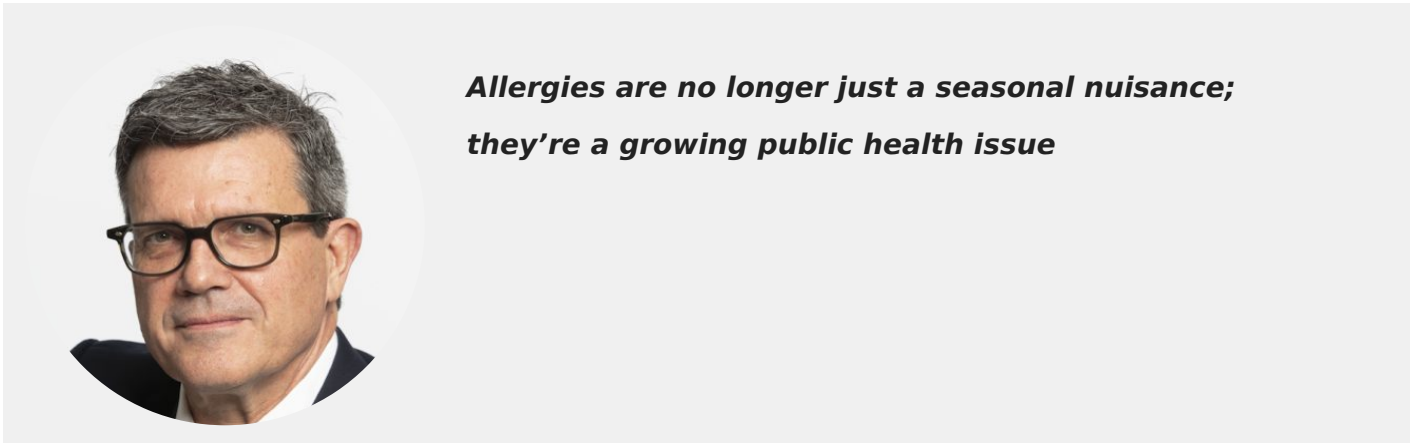 Allergies are no longer just a seasonal nuisance;
they’re a growing public health issue